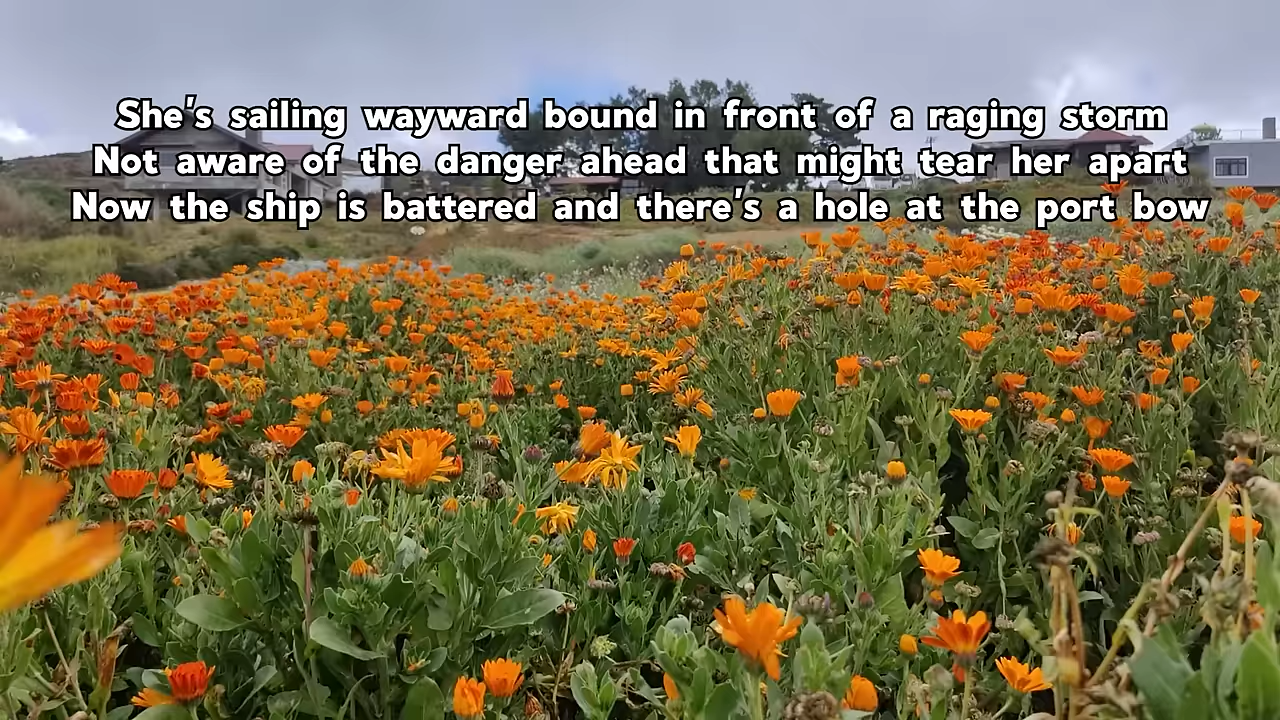 She's sailing wayward bound in front of a raging storm
Not aware of the danger ahead that might tear her apart
Now the ship is battered and there's a hole at the port bow